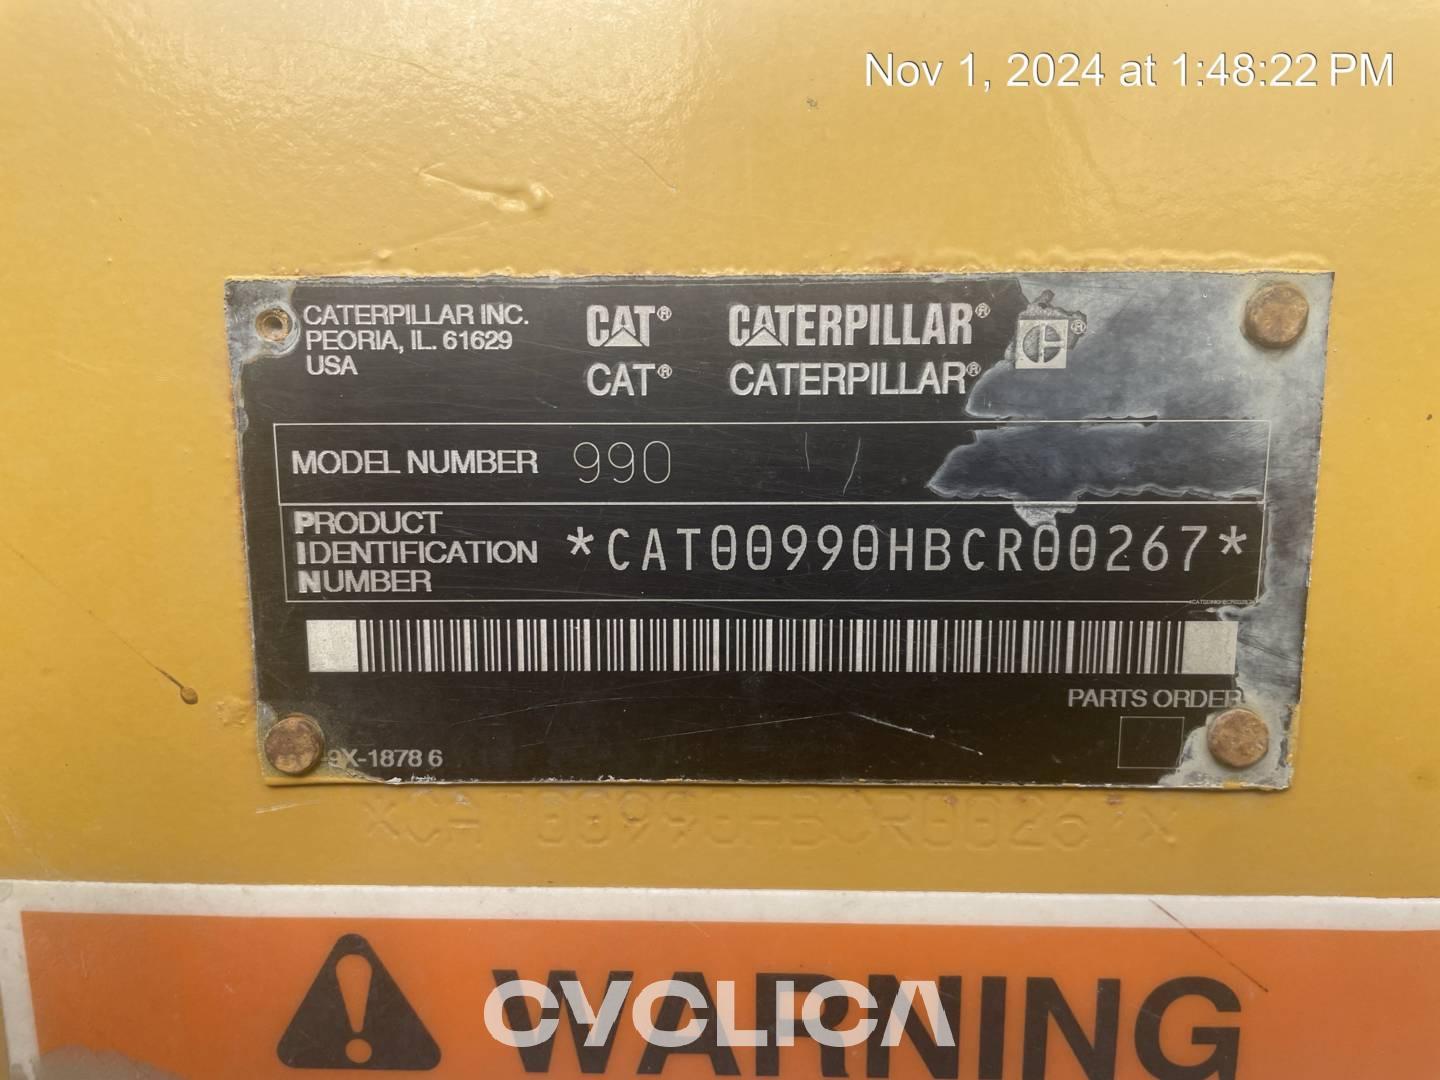 Nov 1, 2024 at 1:48:22 PM
CATERPILLAR INC.
PEORIA, IL. 61629
USA
CAT® CATERPILLAR®
CAT® CATERPILLAR®
MODEL NUMBER 990
PRODUCT
IDENTIFICATION
NUMBER
*CAT00990HBCR00267*
PARTS ORDER
9X-1878 6
*CAT00990HBCR00267*
WARNING
CYCLICA